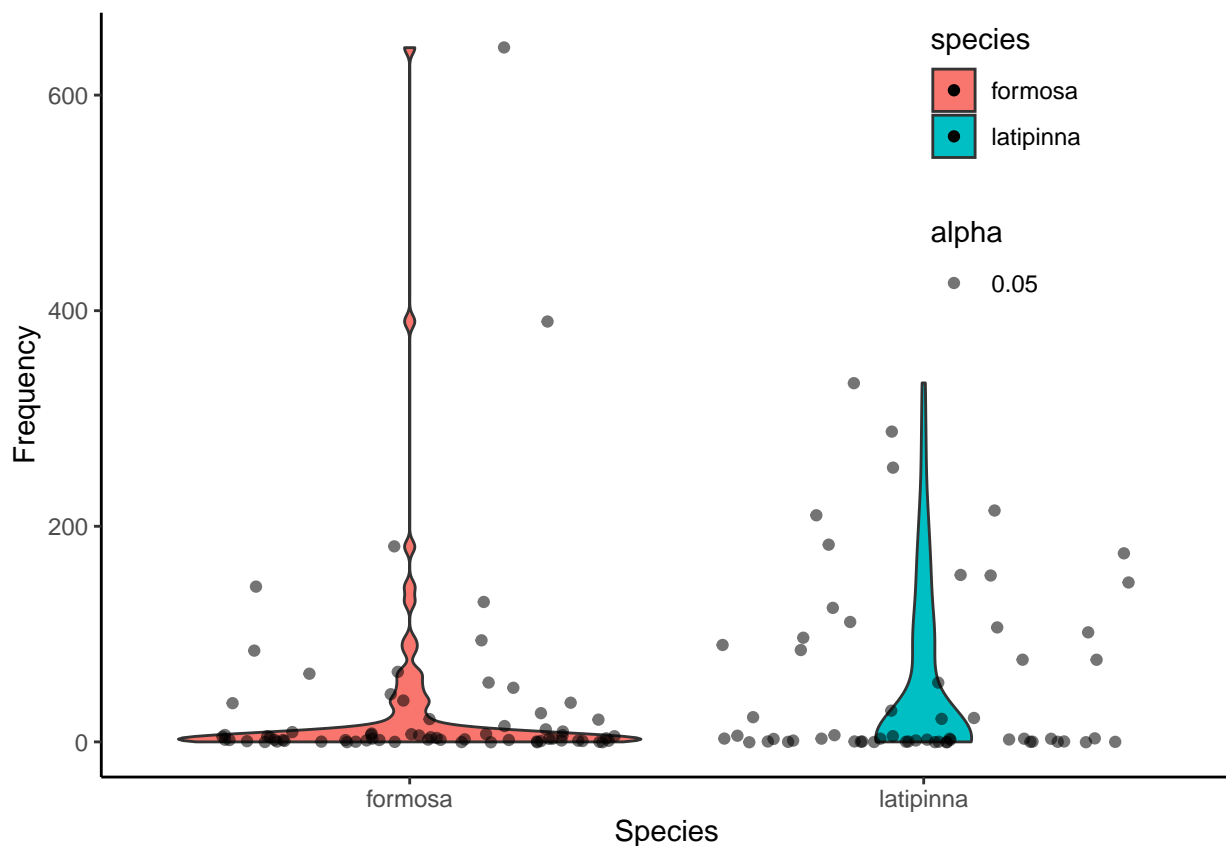 species
formosa
latipinna
alpha
0.05
Frequency
600
400
200
0
formosa
latipinna
Species